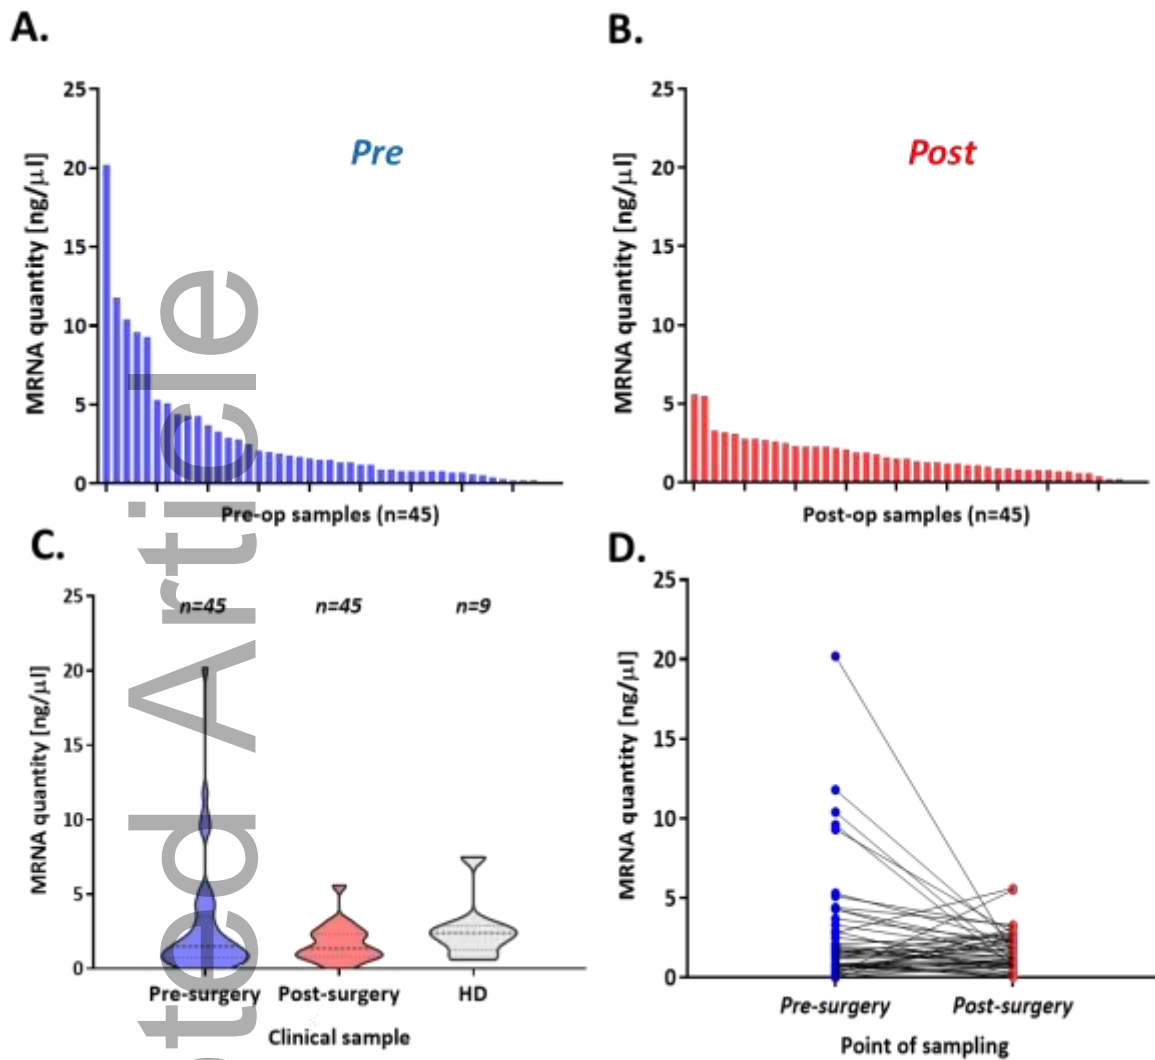 A.
25
20
15
10
5
0
MRNA quantity [ng/µl]
Pre
Pre-op samples (n=45)
B.
25
20
15
10
5
0
MRNA quantity [ng/µl]
Post
Post-op samples (n=45)
C.
25
20
15
10
5
0
MRNA quantity [ng/µl]
n=45
n=45
n=9
Pre-surgery
Post-surgery
HD
Clinical sample
D.
25
20
15
10
5
0
MRNA quantity [ng/µl]
Pre-surgery
Post-surgery
Point of sampling
ted Article